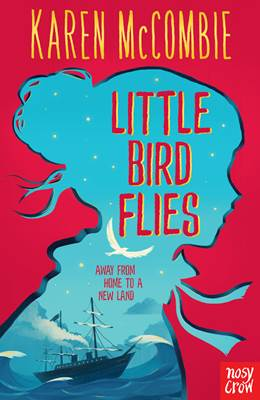 KAREN McCOMBIE
LITTLE
BIRD
FLIES
AWAY FROM
HOME TO A
NEW LAND
nosy
crow